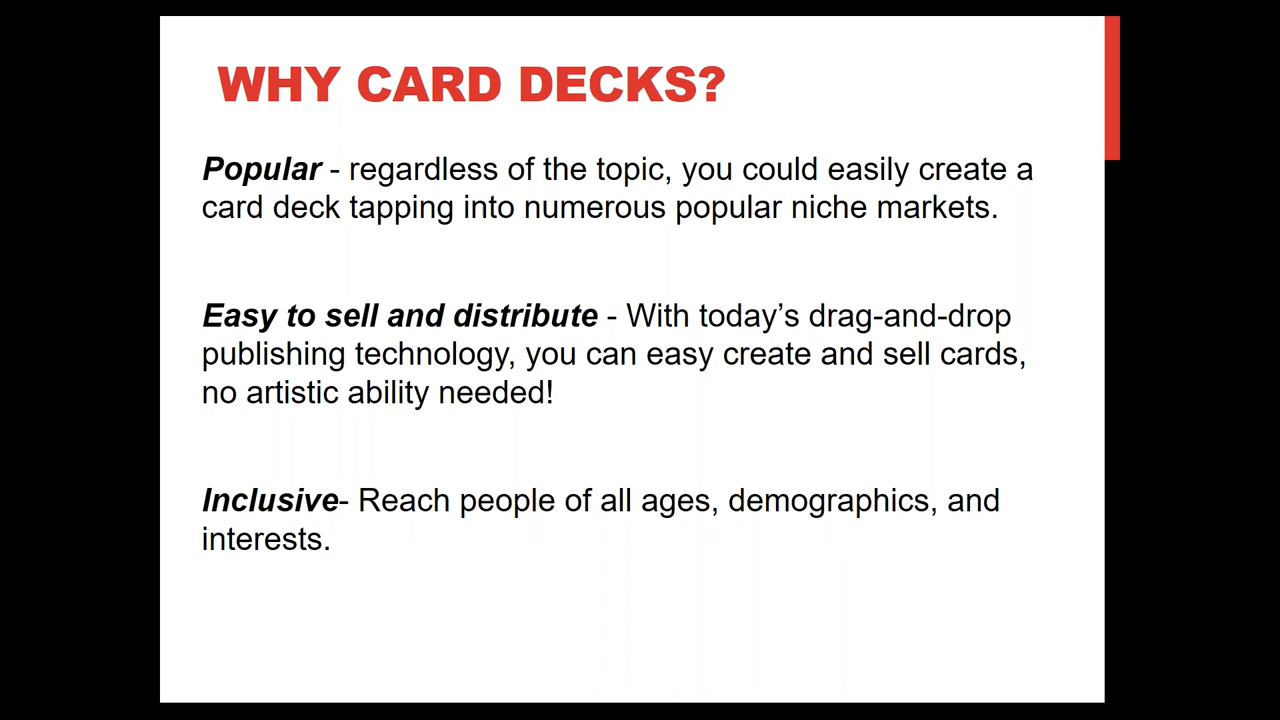 WHY CARD DECKS?
Popular - regardless of the topic, you could easily create a
card deck tapping into numerous popular niche markets.
Easy to sell and distribute - With today’s drag-and-drop
publishing technology, you can easy create and sell cards,
no artistic ability needed!
Inclusive- Reach people of all ages, demographics, and
interests.